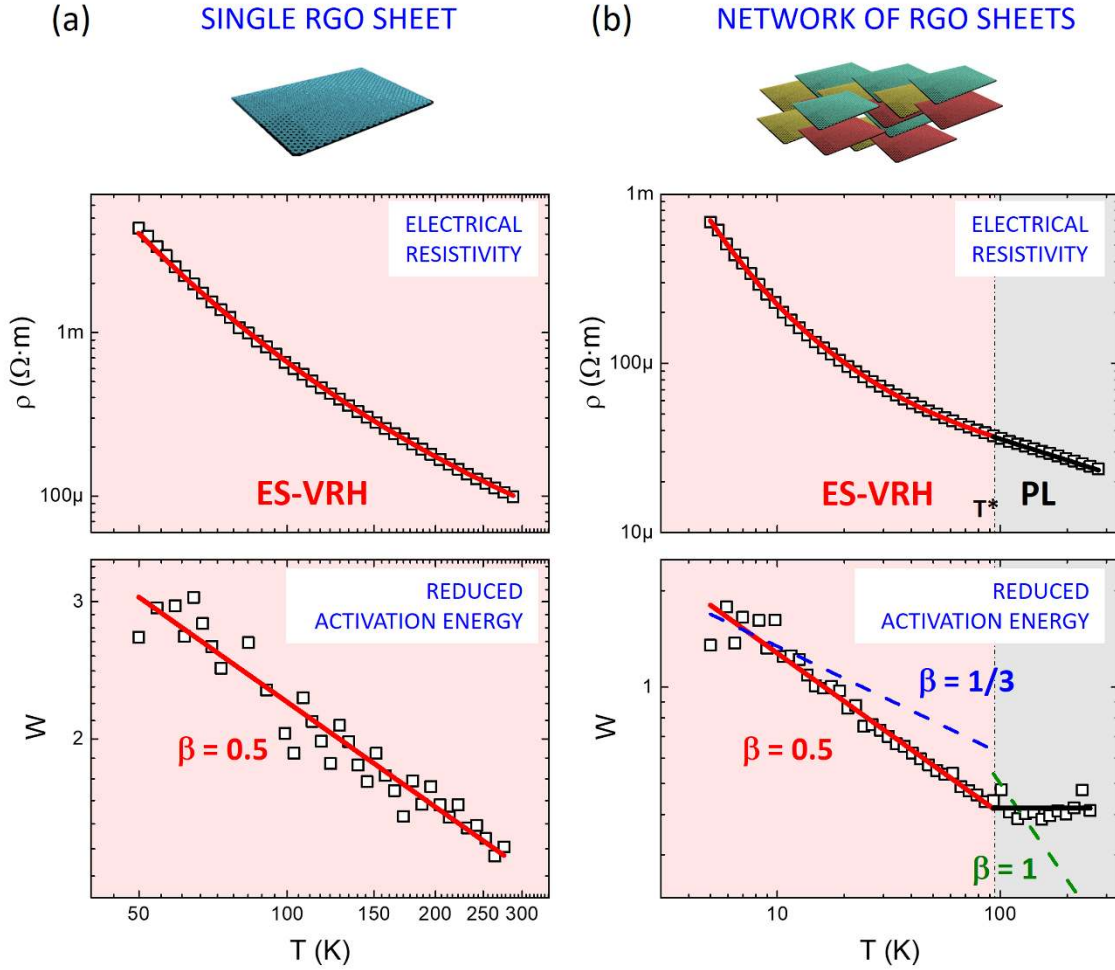 (a) SINGLE RGO SHEET
(b) NETWORK OF RGO SHEETS
ELECTRICAL
RESISTIVITY
1m
100μ
ρ (Ω·m)
ES-VRH
ELECTRICAL
RESISTIVITY
1m
100μ
10μ
ρ (Ω·m)
ES-VRH
T*
PL
REDUCED
ACTIVATION ENERGY
3
2
W
β = 0.5
50 100 150 200 250 300
T (K)
REDUCED
ACTIVATION ENERGY
1
W
β = 1/3
β = 0.5
β = 1
10 100
T (K)